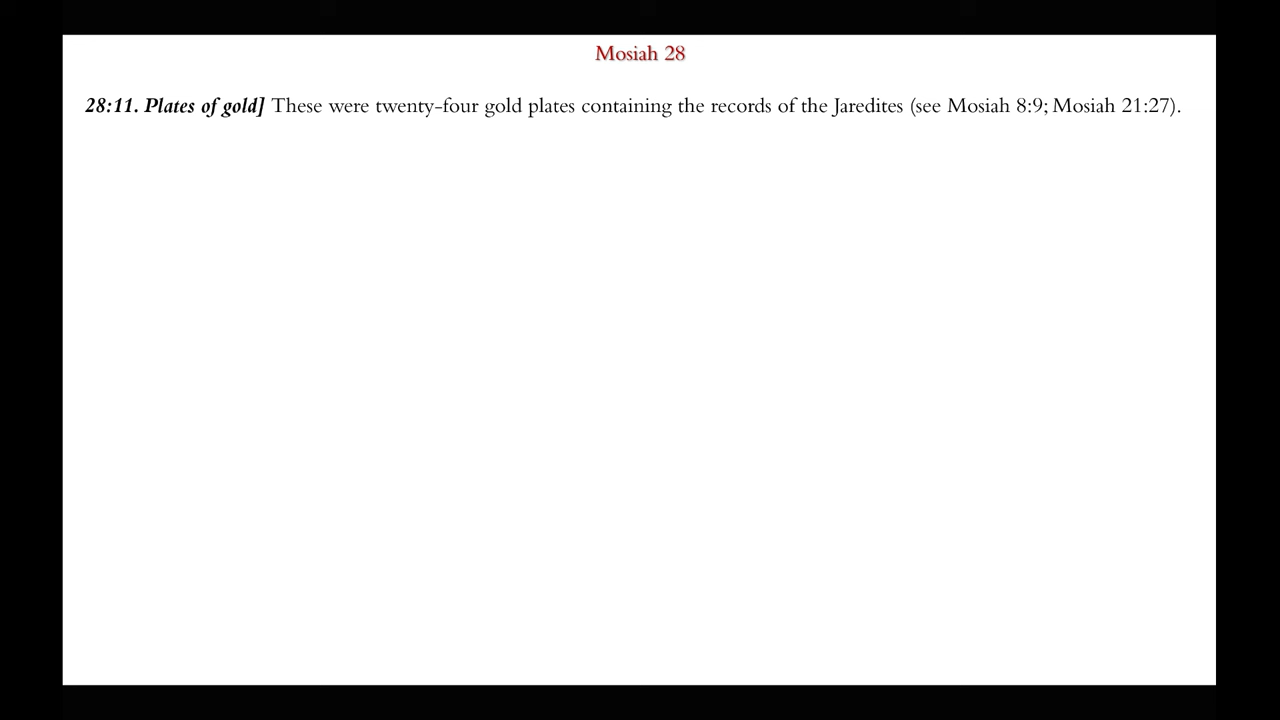 Mosiah 28
28:11. Plates of gold] These were twenty-four gold plates containing the records of the Jaredites (see Mosiah 8:9; Mosiah 21:27).